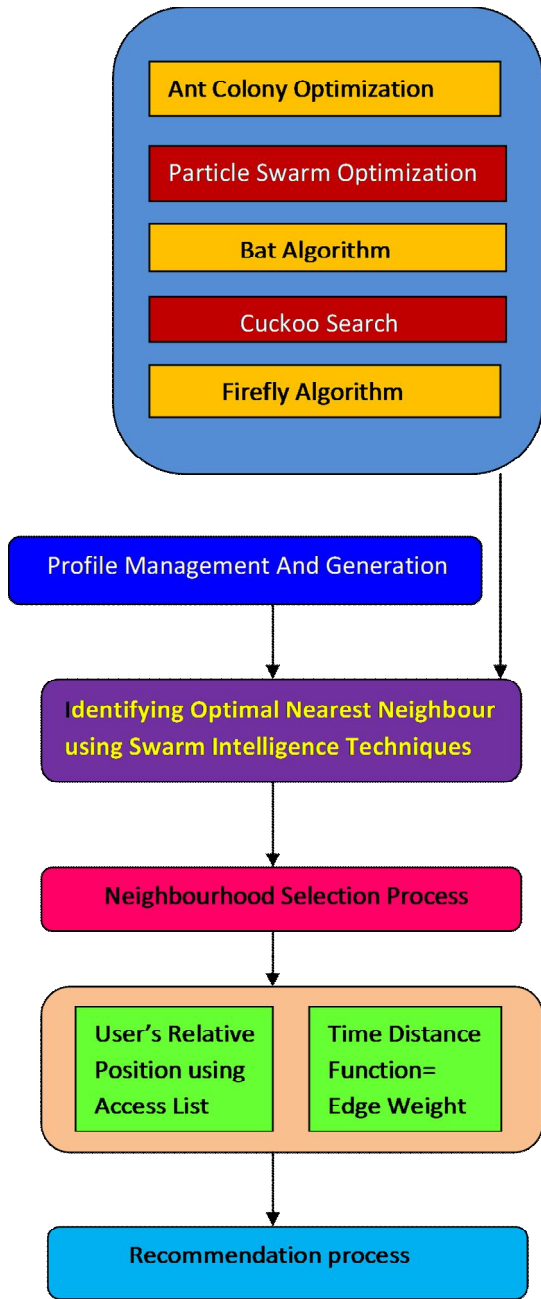 Ant Colony Optimization
Particle Swarm Optimization
Bat Algorithm
Cuckoo Search
Firefly Algorithm
Profile Management And Generation
Identifying Optimal Nearest Neighbour
using Swarm Intelligence Techniques
Neighbourhood Selection Process
User's Relative
Position using
Access List
Time Distance
Function=
Edge Weight
Recommendation process